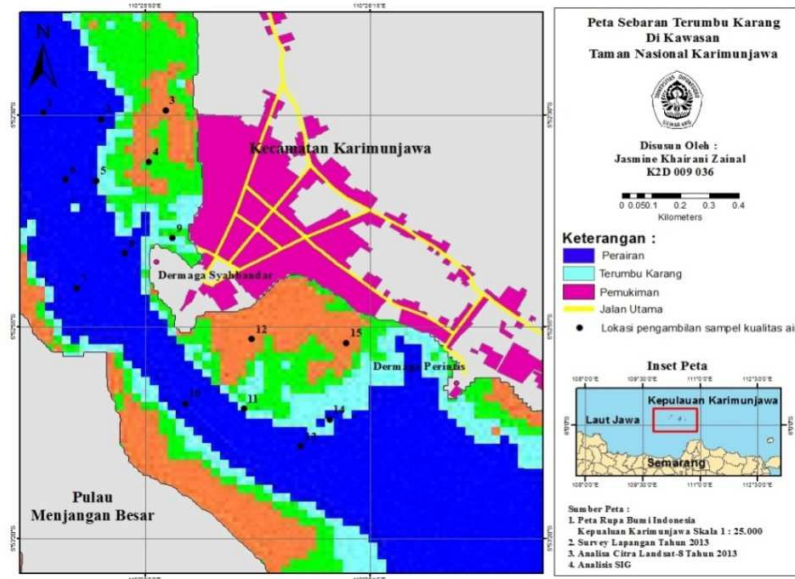 Peta Sebaran Terumbu Karang
Di Kawasan
Taman Nasional Karimunjawa
Disusun Oleh :
Jasmine Khairani Zainal
K2D 009 036
0 0.05 0.1 0.2 0.3 0.4
Kilometers
Keterangan :
Perairan
Terumbu Karang
Pemukiman
Jalan Utama
Lokasi pengambilan sampel kualitas air
Inset Peta
Kepulauan Karimunjawa
Laut Jawa
Semarang
Sumber Peta :
1. Peta Rupa Bumi Indonesia
Kepualuan Karimunjawa Skala 1 : 25.000
2. Survey Lapangan Tahun 2013
3. Analisa Citra Landsat-8 Tahun 2013
4. Analisis SIG
3
4
5
9
Kecamatan Karimunjawa
Dermaga Syahbandar
12
15
Dermaga Perintis
11
14
Pulau
Menjangan Besar